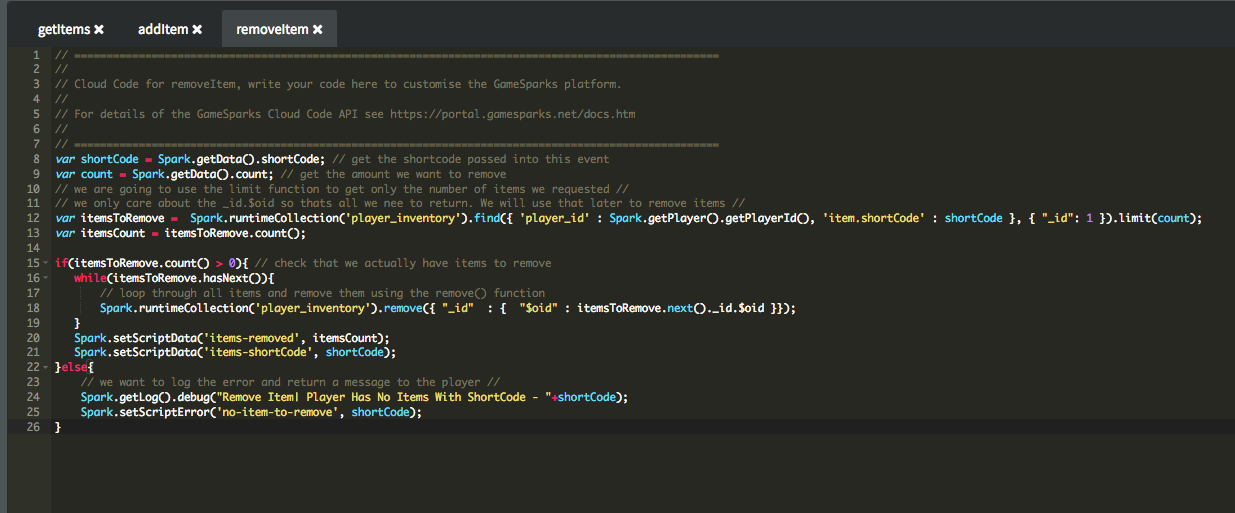 getItems ✖ addItem ✖ removeItem ✖
1 // ====================================================================================================
2 //
3 // Cloud Code for removeItem, write your code here to customise the GameSparks platform.
4 //
5 // For details of the GameSparks Cloud Code API see https://portal.gamesparks.net/docs.htm
6 //
7 // ====================================================================================================
8 var shortCode = Spark.getData().shortCode; // get the shortcode passed into this event
9 var count = Spark.getData().count; // get the amount we want to remove
10 // we are going to use the limit function to get only the number of items we requested //
11 // we only care about the _id.$oid so thats all we nee to return. We will use that later to remove items //
12 var itemsToRemove =  Spark.runtimeCollection('player_inventory').find({ 'player_id' : Spark.getPlayer().getPlayerId(), 'item.shortCode' : shortCode }, { "_id": 1 }).limit(count);
13 var itemsCount = itemsToRemove.count();
14
15 if(itemsToRemove.count() > 0){ // check that we actually have items to remove
16 while(itemsToRemove.hasNext()){
17 // loop through all items and remove them using the remove() function
18 Spark.runtimeCollection('player_inventory').remove({ "_id"  : {  "$oid" : itemsToRemove.next()._id.$oid }});
19 }
20 Spark.setScriptData('items-removed', itemsCount);
21 Spark.setScriptData('items-shortCode', shortCode);
22 }else{
23 // we want to log the error and return a message to the player //
24 Spark.getLog().debug("Remove Item| Player Has No Items With ShortCode - "+shortCode);
25 Spark.setScriptError('no-item-to-remove', shortCode);
26 }